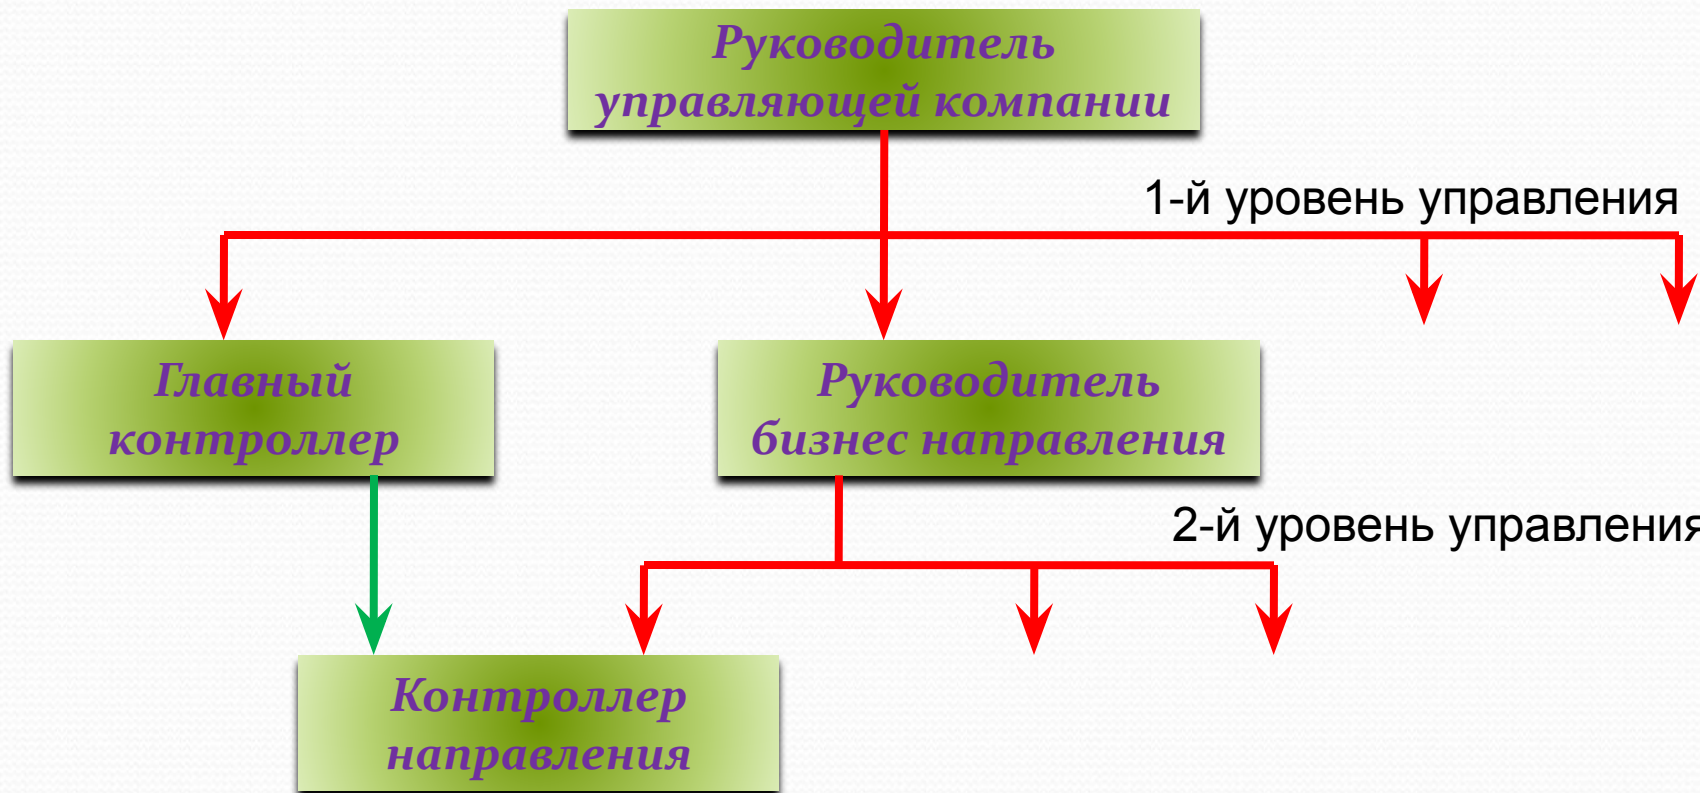 Руководитель
управляющей компании
1-й уровень управления
Главный
контроллер
Руководитель
бизнес направления
2-й уровень управления
Контроллер
направления